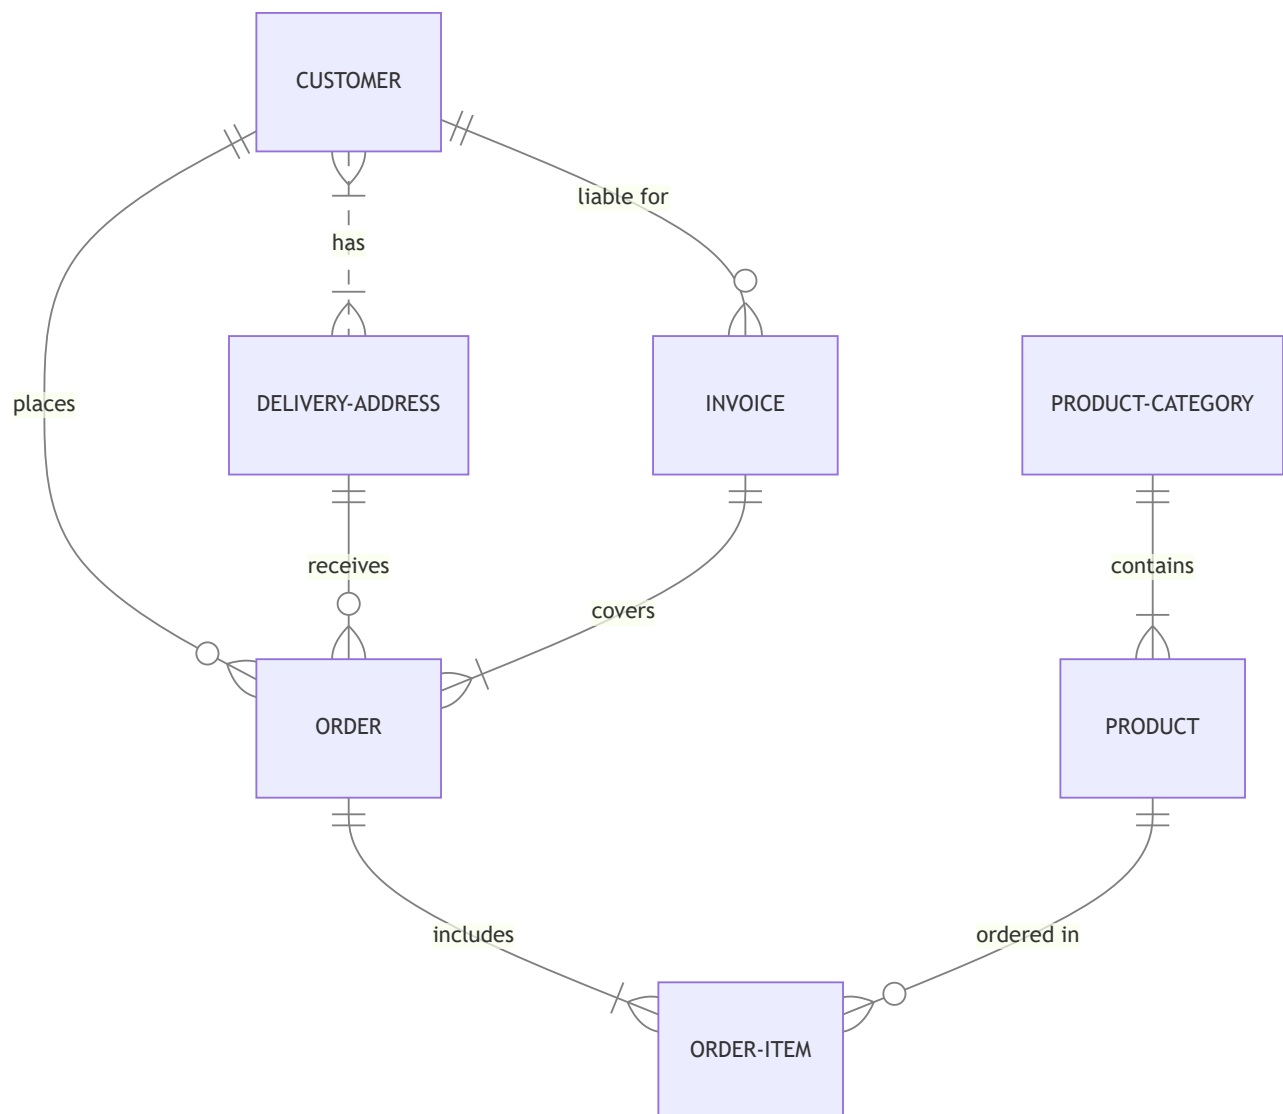 CUSTOMER
liable for
has
places
DELIVERY-ADDRESS
INVOICE
PRODUCT-CATEGORY
receives
contains
covers
ORDER
PRODUCT
includes
ordered in
ORDER-ITEM